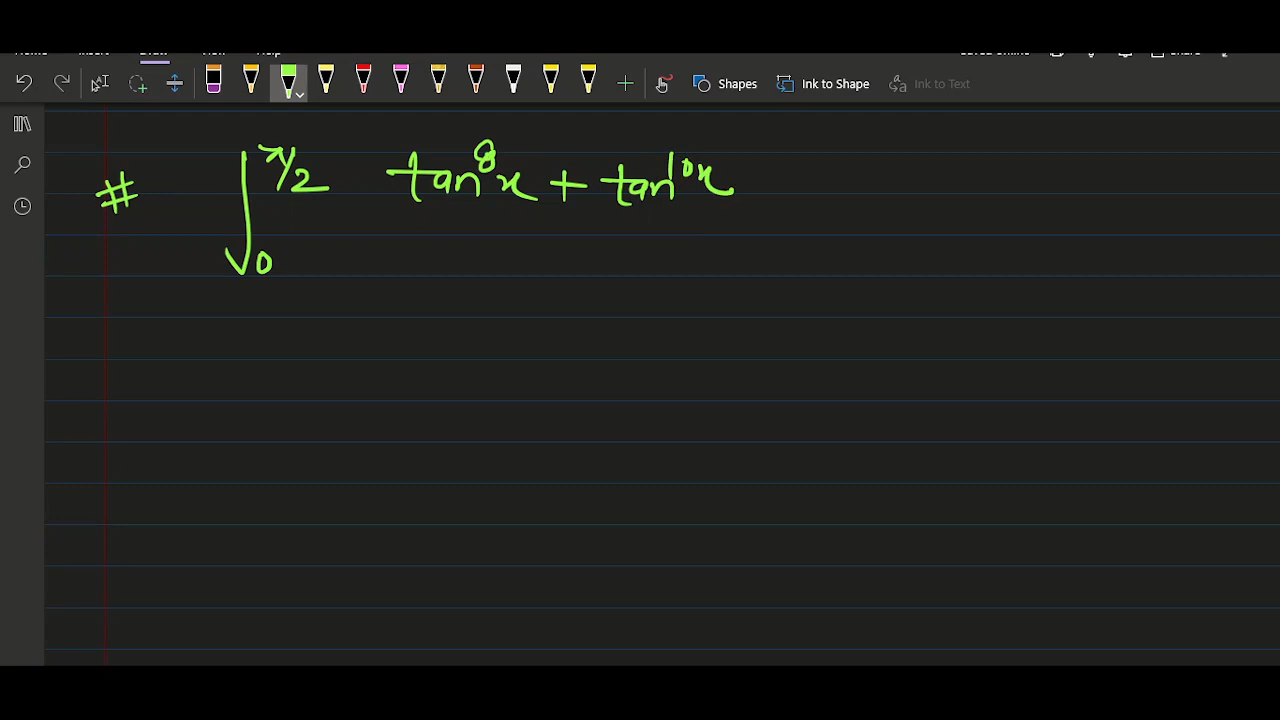 Shapes Ink to Shape Ink to Text
# ∫₀^π/2 tan⁸x + tan¹⁰x